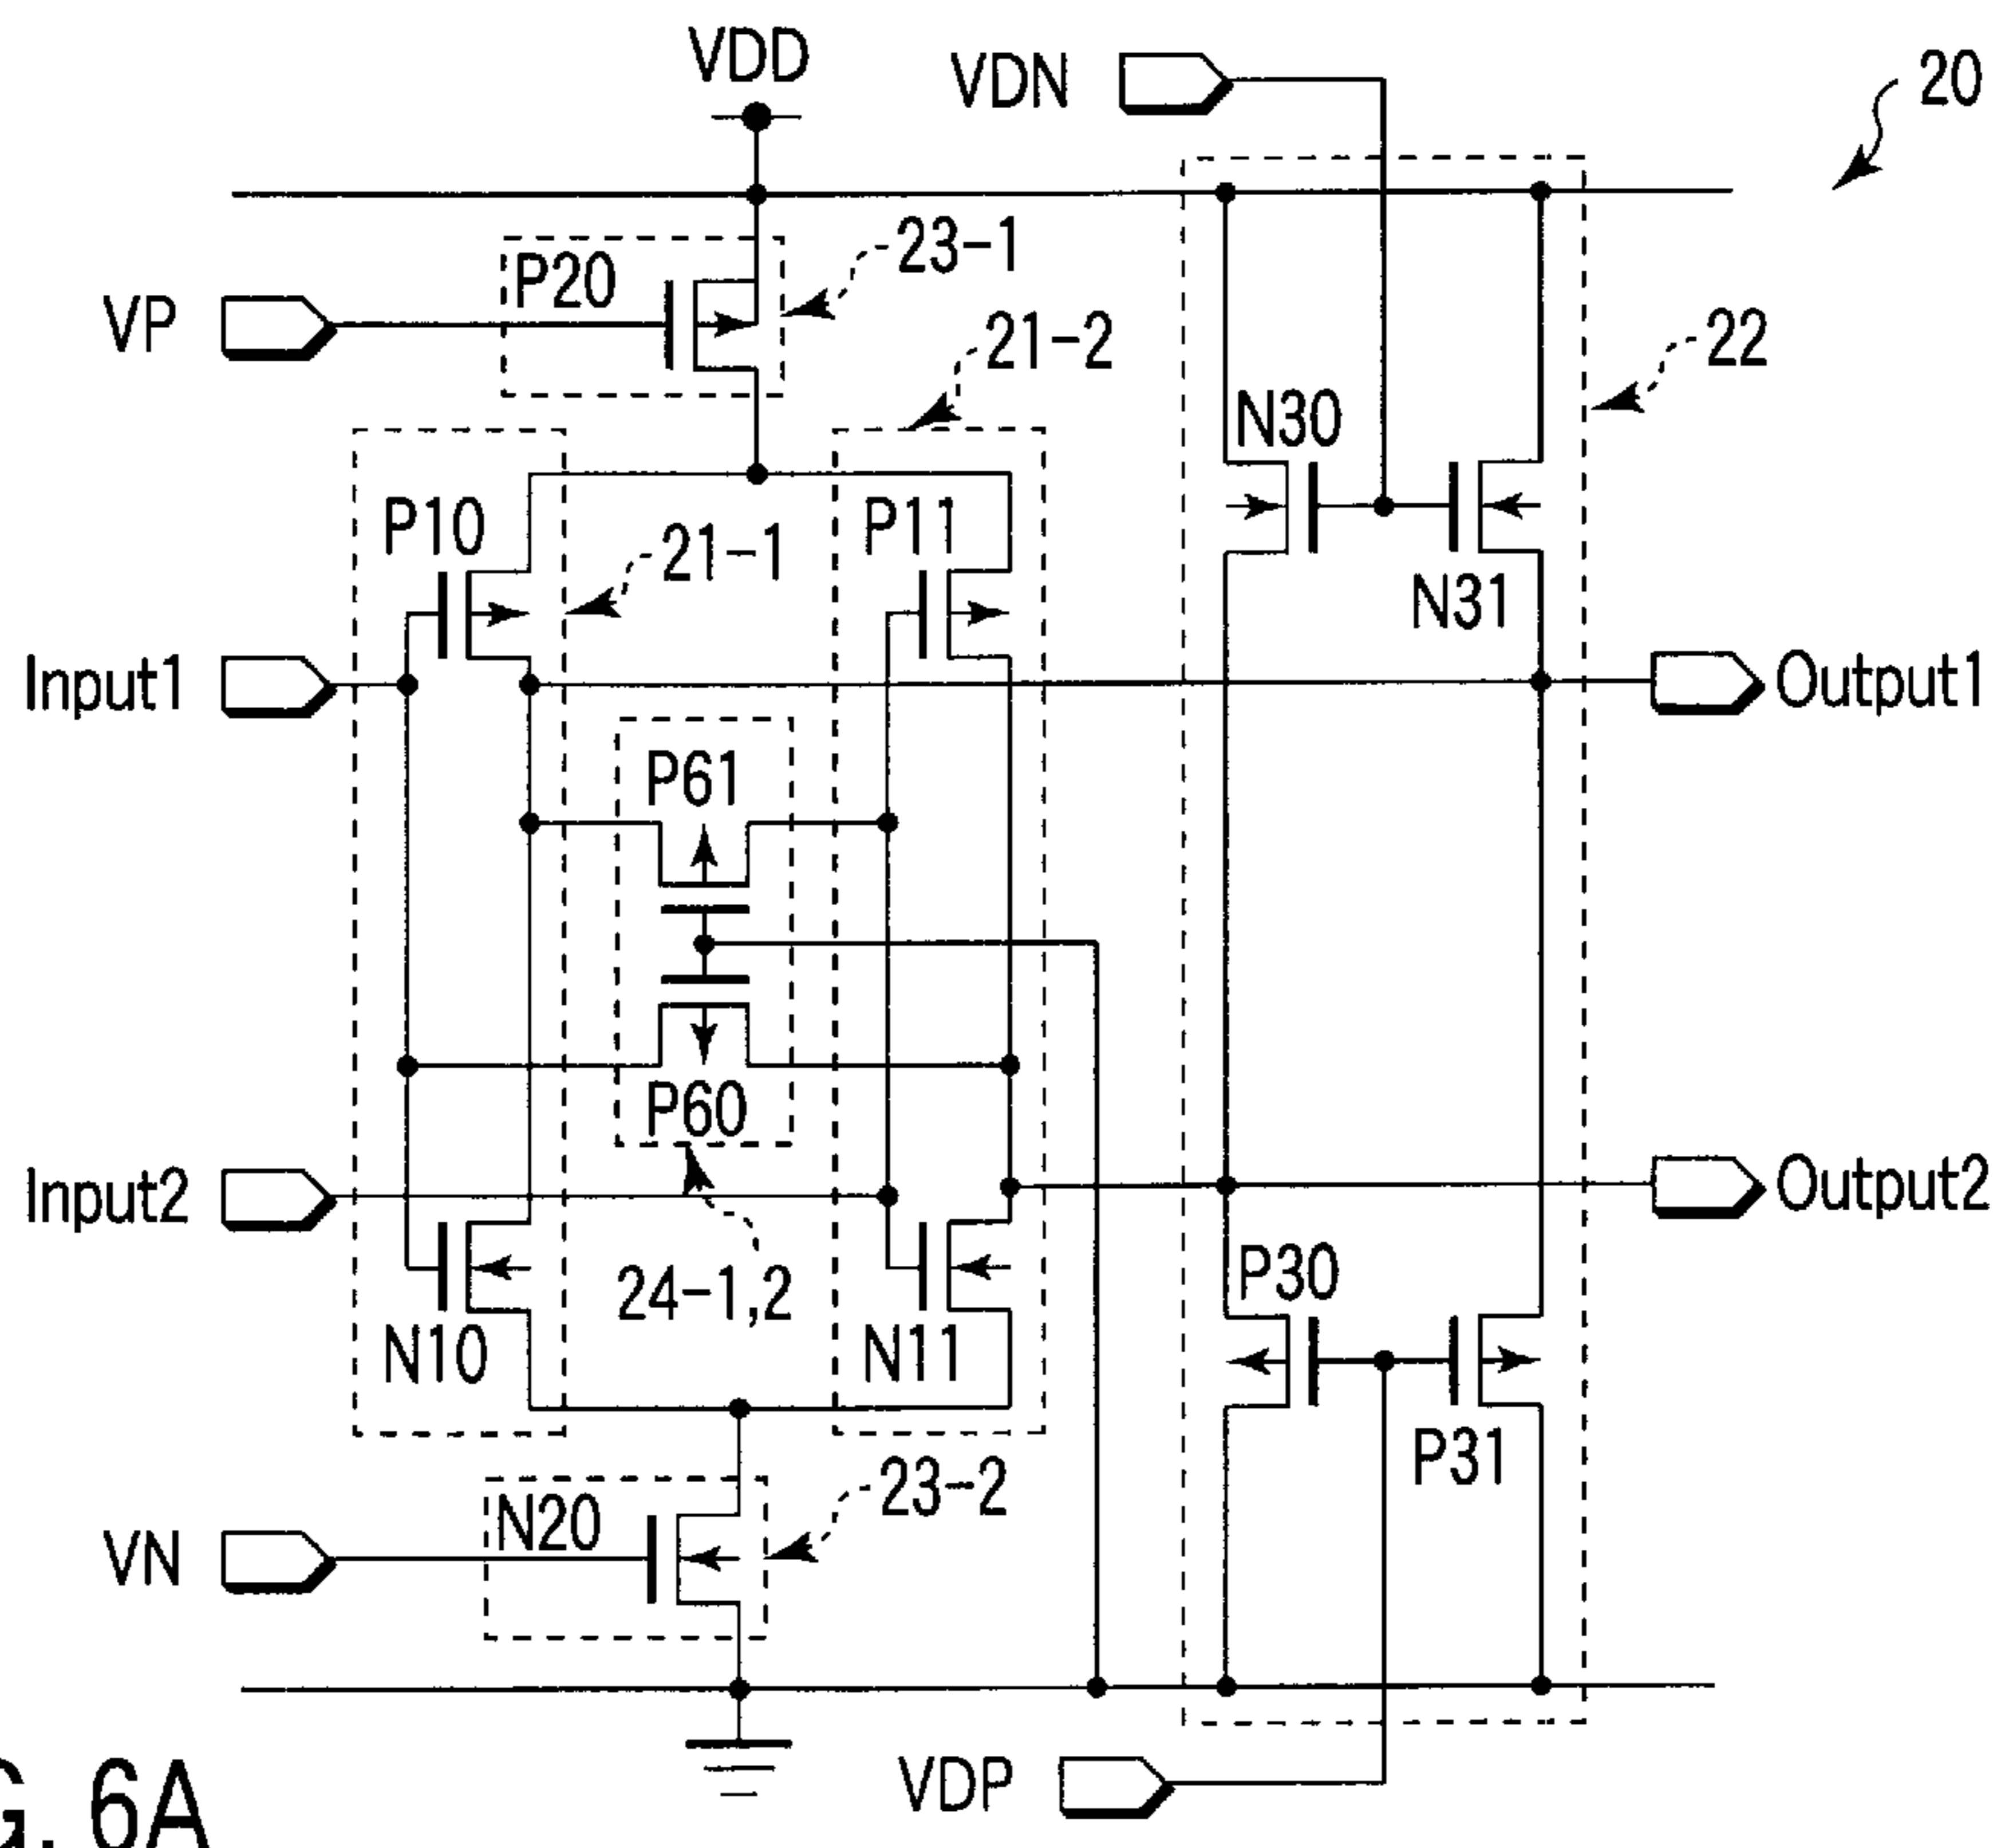 VDD
VDN
20
23-1
P20
VP
21-2
22
N30
P10
P11
21-1
N31
Input1
Output1
P61
P60
Input2
Output2
P30
24-1,2
N10
N11
P31
23-2
N20
VN
VDP
G. 6A